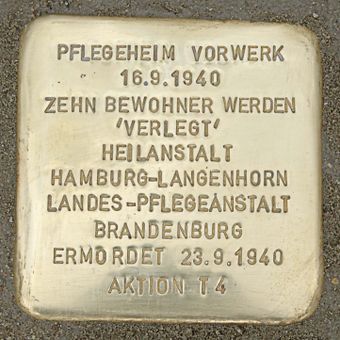 PFLEGEHEIM VORWERK
16.9.1940
ZEHN BEWOHNER WERDEN
'VERLEGT'
HEILANSTALT
HAMBURG-LANGENHORN
LANDES-PFLEGEANSTALT
BRANDENBURG
ERMORDET 23.9.1940
AKTION T4